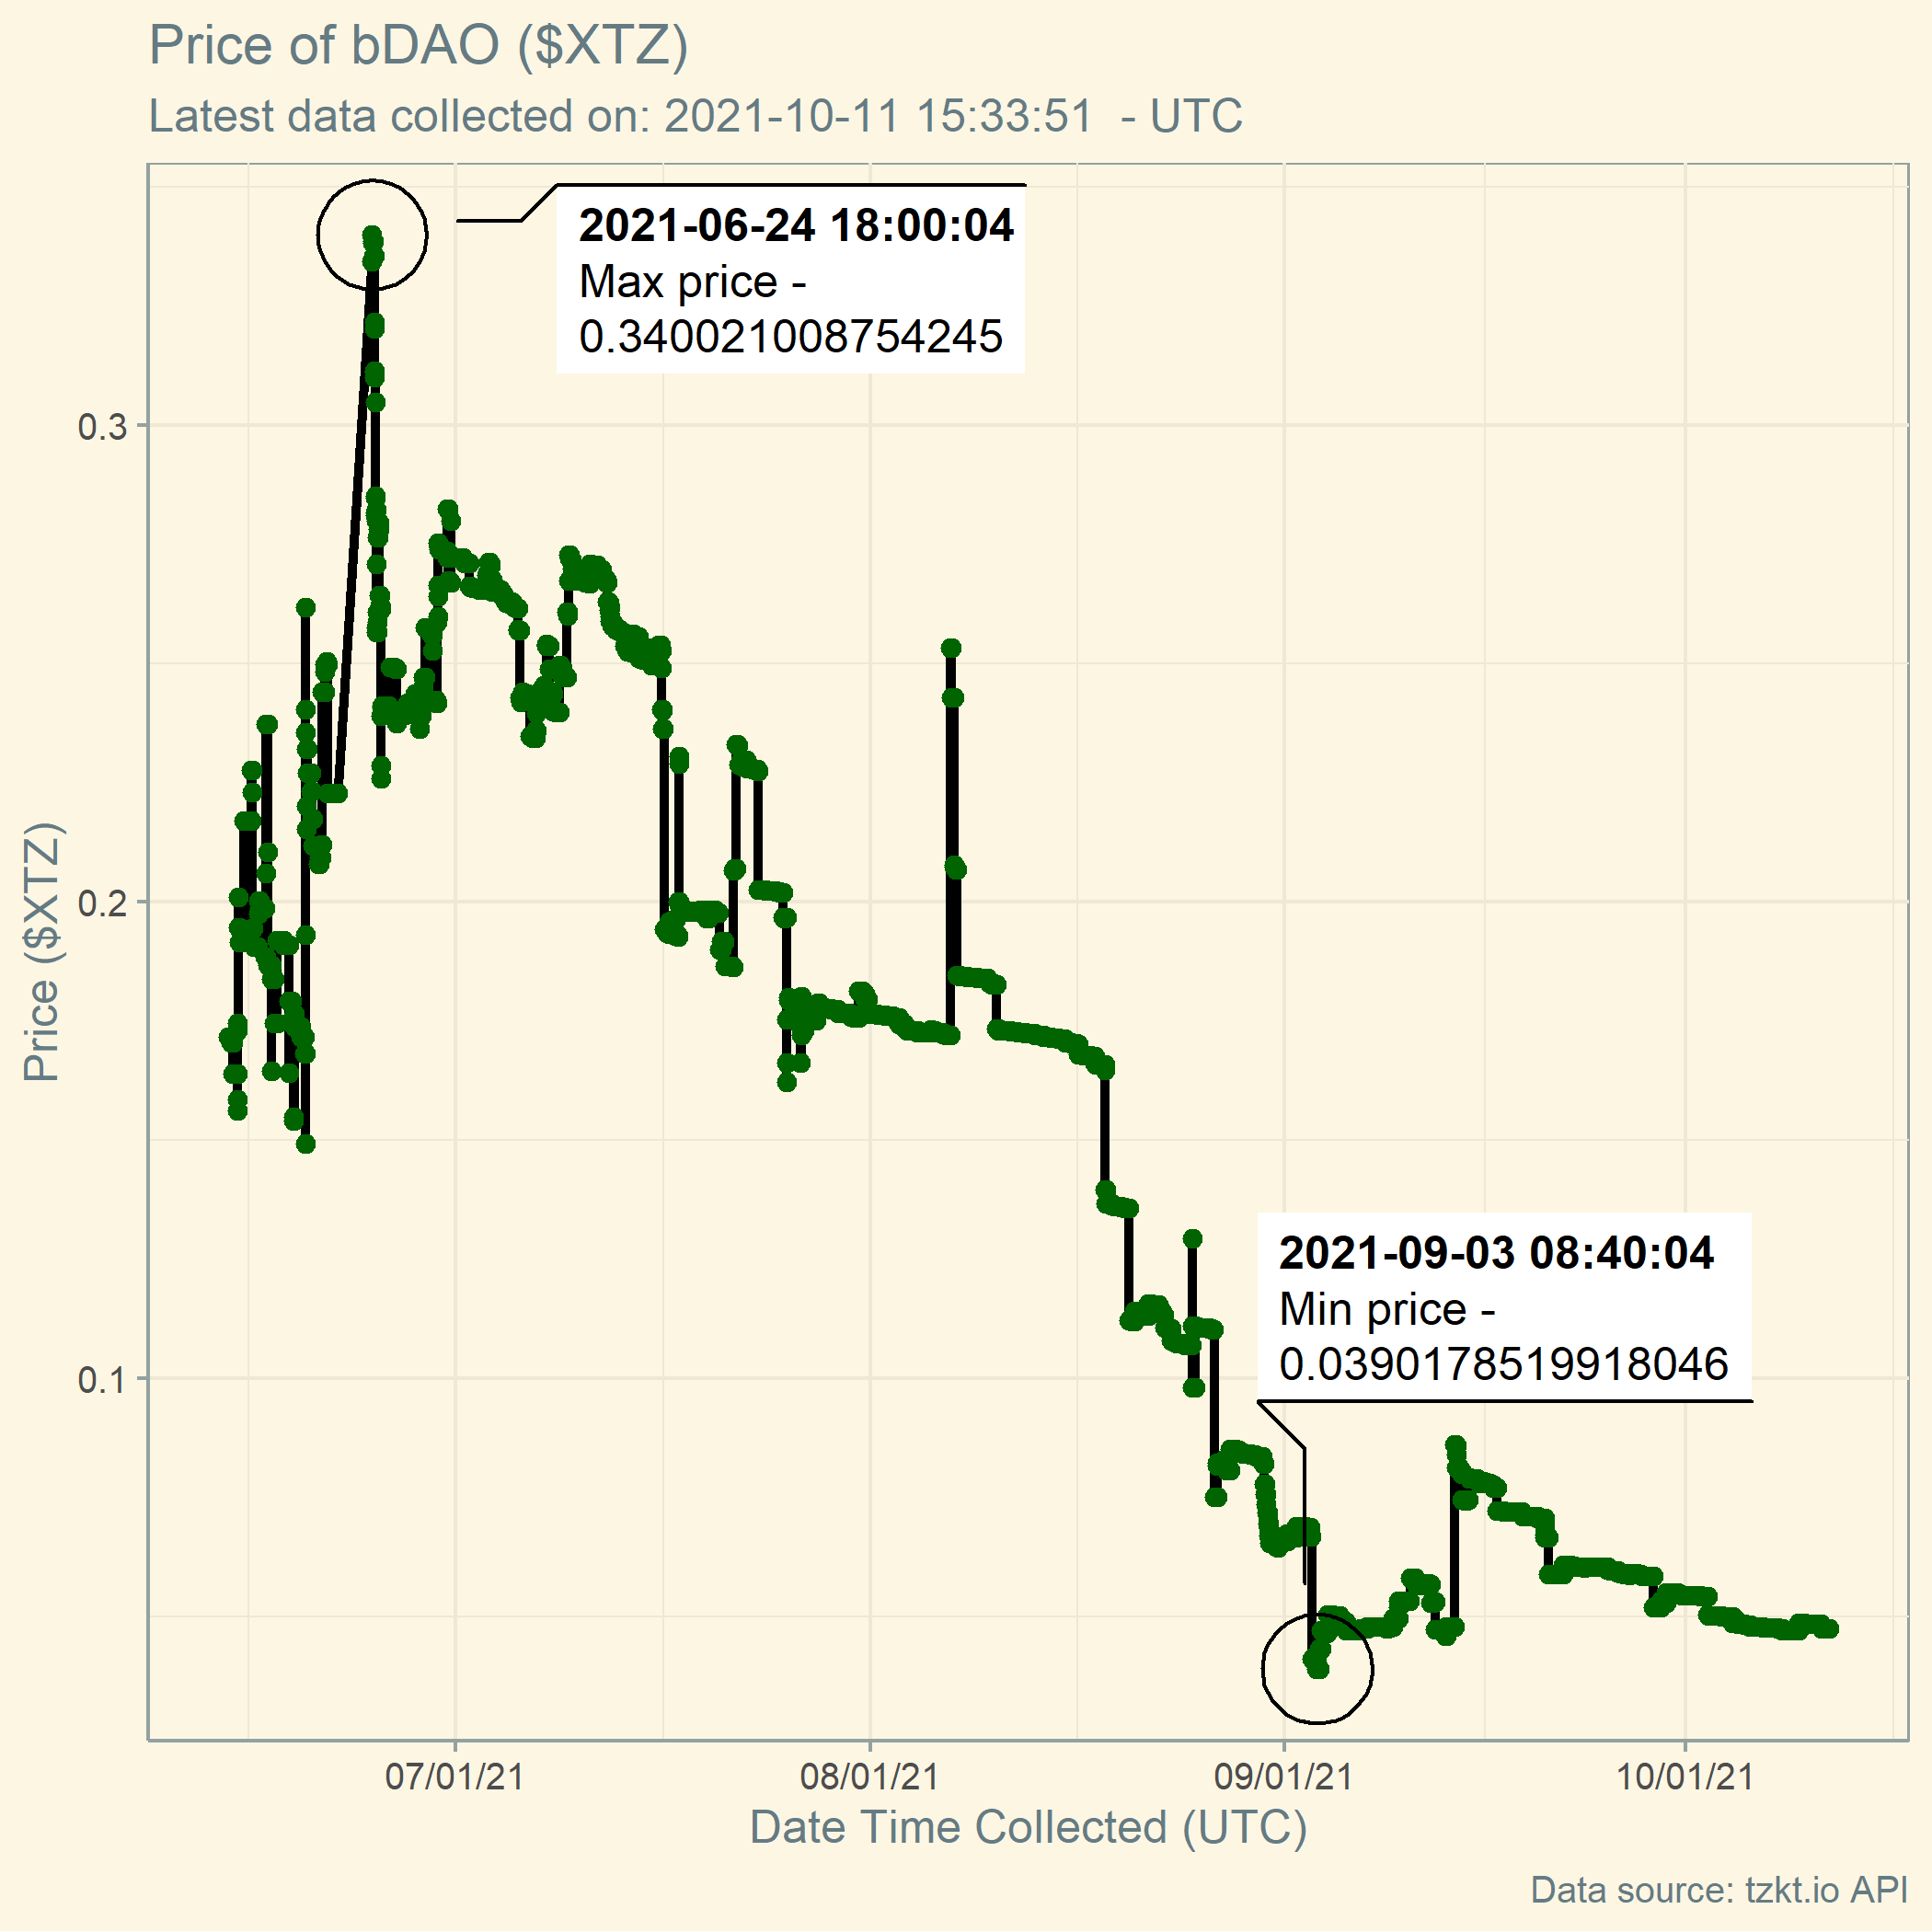 Price of bDAO ($XTZ)
Latest data collected on: 2021-10-11 15:33:51  - UTC
2021-06-24 18:00:04
Max price -
0.340021008754245
0.3
0.2
0.1
Price ($XTZ)
2021-09-03 08:40:04
Min price -
0.03901785199180​46
07/01/21
08/01/21
09/01/21
10/01/21
Date Time Collected (UTC)
Data source: tzkt.io API